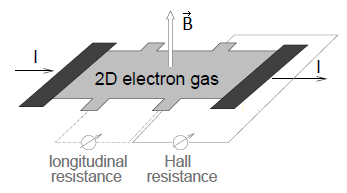 B
I
2D electron gas
I
longitudinal
resistance
Hall
resistance